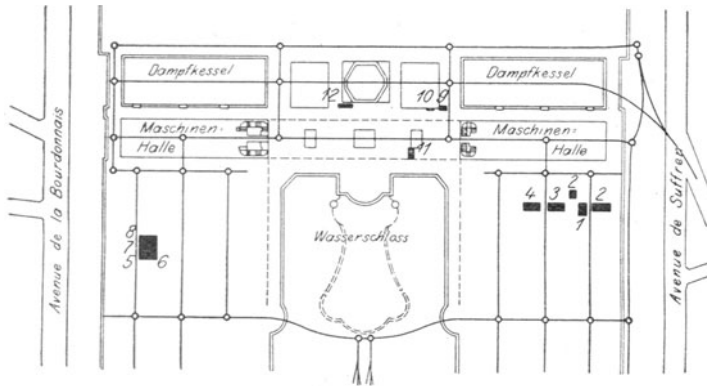 Dampfkessel
Dampfkessel
12
10
9
Maschinen-
Halle
11
Maschinen-
Halle
Avenue de la Bourdonnais
Avenue de Suffren
4
3
2
2
1
8
7
5
6
Wasserschloss